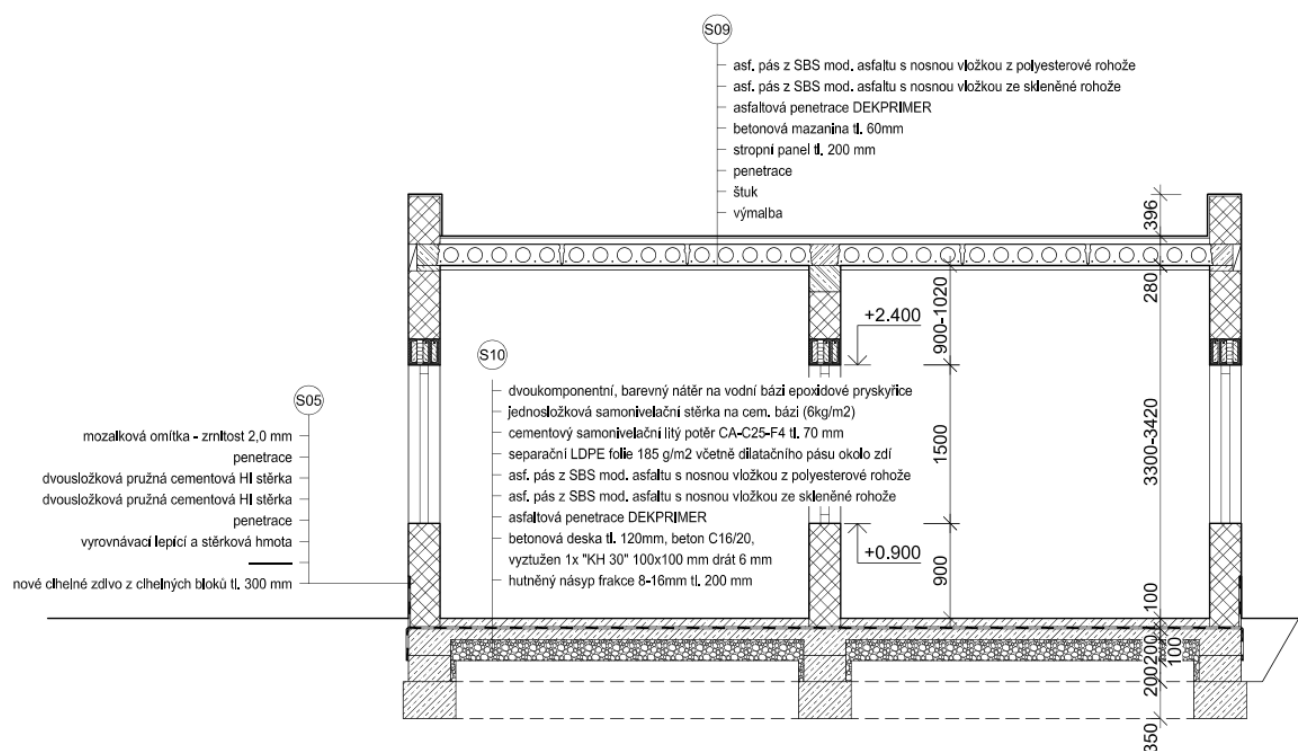 S09
asf. pás z SBS mod. asfaltu s nosnou vložkou z polyesterové rohože
asf. pás z SBS mod. asfaltu s nosnou vložkou ze skleněné rohože
asfaltová penetrace DEKPRIMER
betonová mazanina tl. 60mm
stropní panel tl. 200 mm
penetrace
štuk
výmalba
396
280
900-1020
+2.400
S10
dvoukomponentní, barevný nátěr na vodní bázi epoxidové pryskyřice
jednosložková samonivelační stěrka na cem. bázi (6kg/m2)
cementový samonivelační litý potěr CA-C25-F4 tl. 70 mm
separační LDPE folie 185 g/m2 včetně dilatačního pásu okolo zdí
asf. pás z SBS mod. asfaltu s nosnou vložkou z polyesterové rohože
asf. pás z SBS mod. asfaltu s nosnou vložkou ze skleněné rohože
asfaltová penetrace DEKPRIMER
betonová deska tl. 120mm, beton C16/20,
vyztužen 1x "KH 30" 100x100 mm drát 6 mm
hutněný násyp frakce 8-16mm tl. 200 mm
S05
mozaiková omítka - zrnitost 2,0 mm
penetrace
dvousložková pružná cementová HI stěrka
dvousložková pružná cementová HI stěrka
penetrace
vyrovnávací lepící a stěrková hmota
nové cihelné zdivo z cihelných bloků tl. 300 mm
1500
3300-3420
+0.900
900
100
200
100
200
350